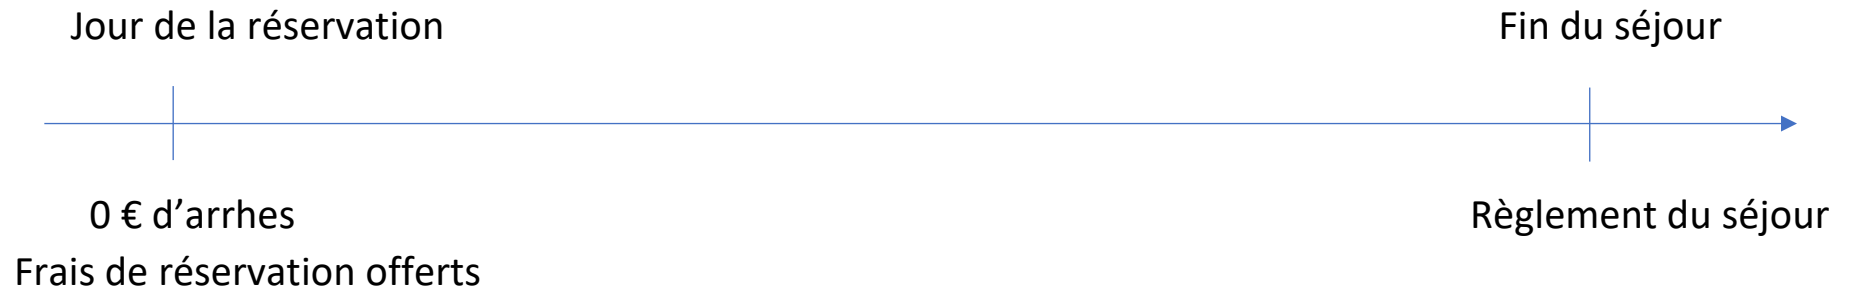 Jour de la réservation
Fin du séjour
0 € d’arrhes
Règlement du séjour
Frais de réservation offerts